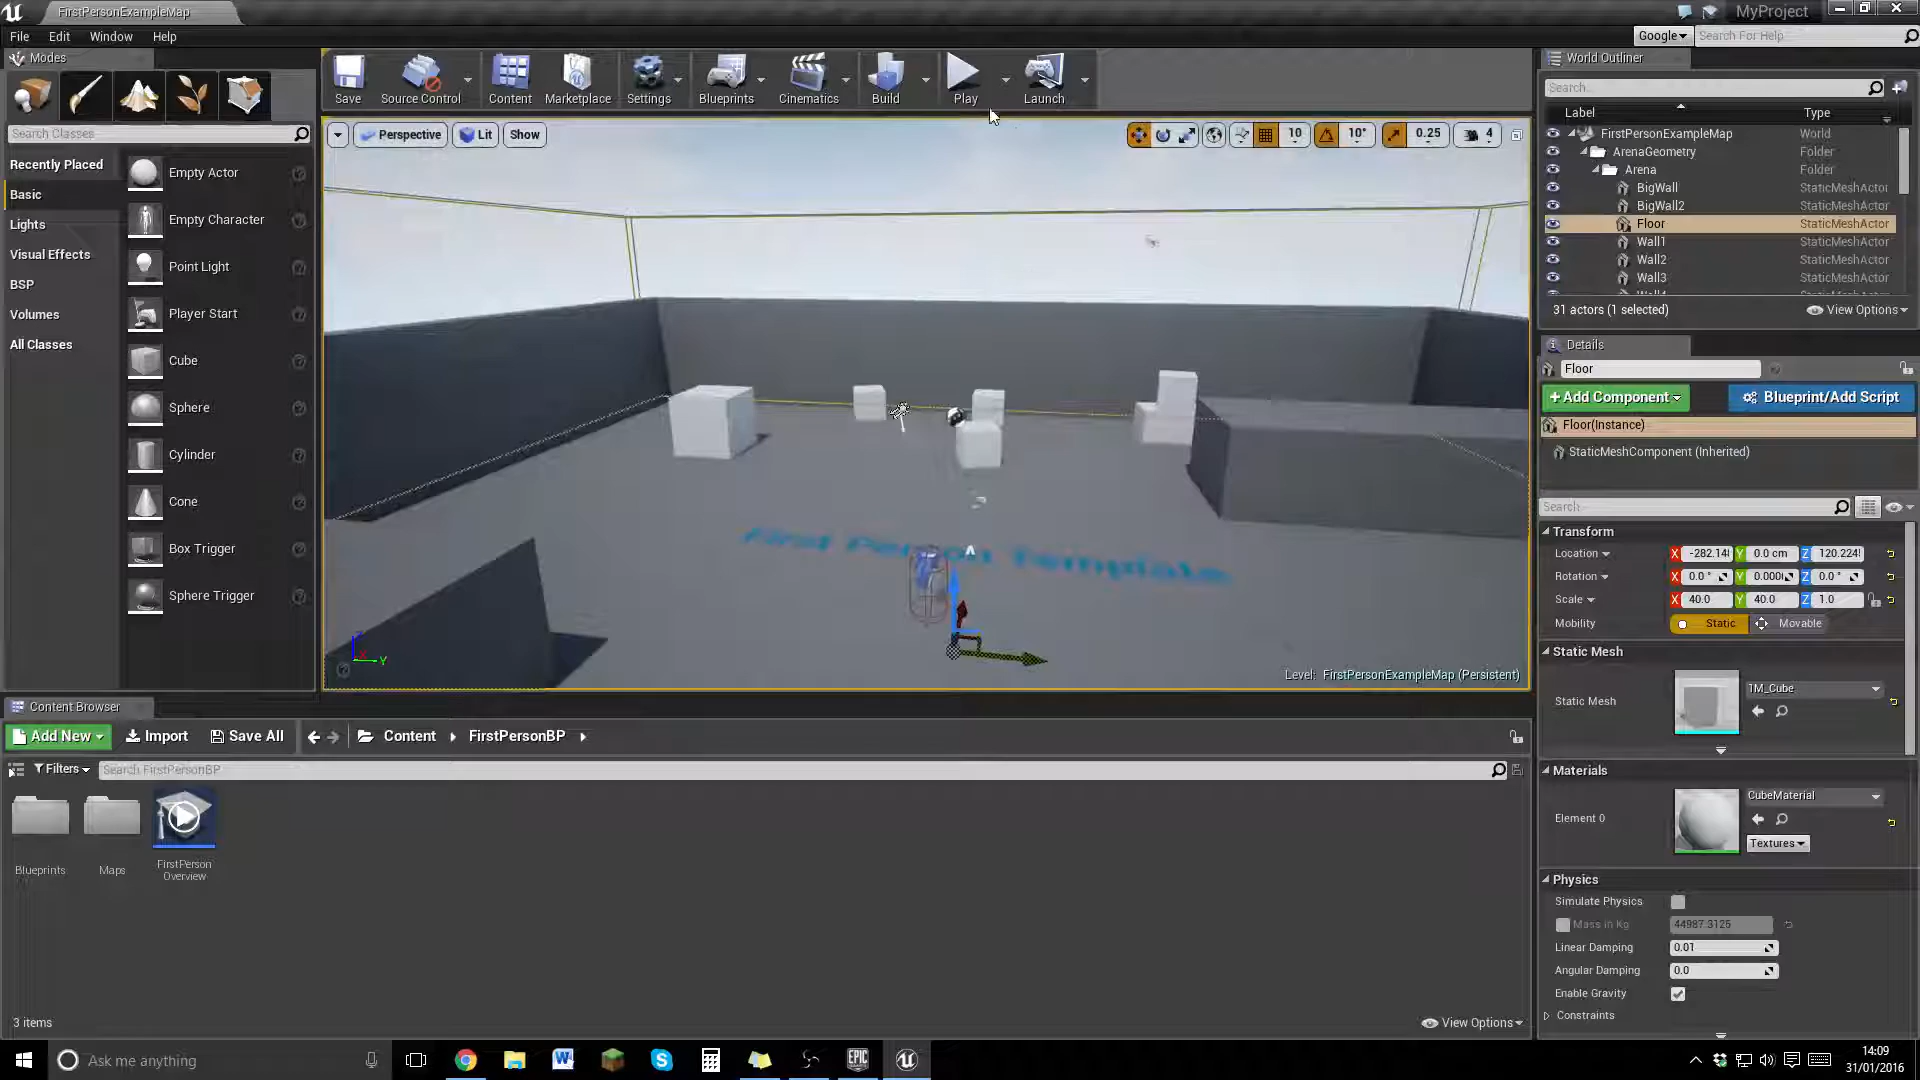 FirstPersonExampleMap
MyProject
File Edit Window Help
Google
Search For Help
Modes
Search Classes
Recently Placed
Basic
Lights
Visual Effects
BSP
Volumes
All Classes
Empty Actor
Empty Character
Point Light
Player Start
Cube
Sphere
Cylinder
Cone
Box Trigger
Sphere Trigger
Save Source Control Content Marketplace Settings Blueprints Cinematics Build Play Launch
Perspective Lit Show
10 10° 0.25 4
First Person Template
Z X Y
Level: FirstPersonExampleMap (Persistent)
World Outliner
Search...
Label Type
FirstPersonExampleMap World
ArenaGeometry Folder
Arena Folder
BigWall StaticMeshActor
BigWall2 StaticMeshActor
Floor StaticMeshActor
Wall1 StaticMeshActor
Wall2 StaticMeshActor
Wall3 StaticMeshActor
31 actors (1 selected) View Options
Details
Floor
+ Add Component Blueprint/Add Script
Floor(Instance)
StaticMeshComponent (Inherited)
Search
Transform
Location X -282.14 Y 0.0 cm Z 120.224
Rotation X 0.0 ° Y 0.000 Z 0.0 °
Scale X 40.0 Y 40.0 Z 1.0
Mobility Static Movable
Static Mesh
Static Mesh 1M_Cube
Materials
Element 0 CubeMaterial
Textures
Physics
Simulate Physics
Mass in Kg 44987.3125
Linear Damping 0.01
Angular Damping 0.0
Enable Gravity
Constraints
Content Browser
Add New Import Save All Content FirstPersonBP
Filters Search FirstPersonBP
Blueprints
Maps
FirstPerson
Overview
3 items View Options
Ask me anything
EPIC
14:09
31/01/2016